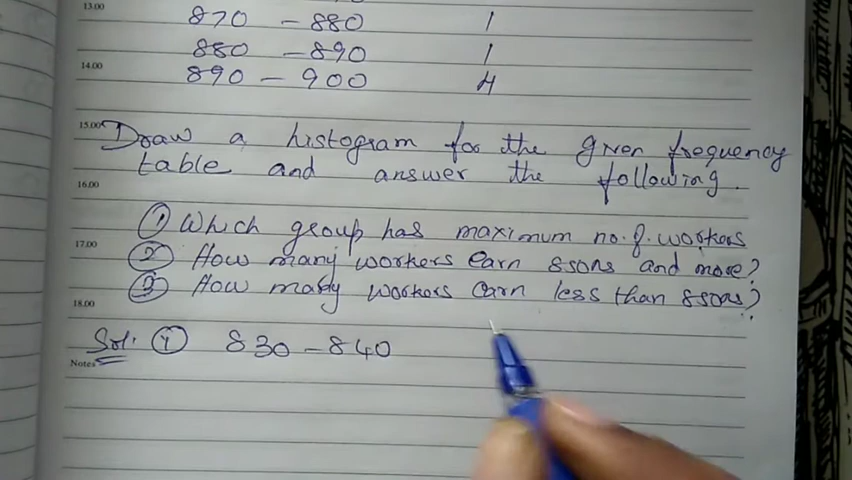 13.00
870 - 880 1
880 - 890 1
14.00
890 - 900 4
15.00
Draw a histogram for the given frequency
table and answer the following.
16.00
① Which group has maximum no. of workers
17.00
② How many workers earn 850rs and more?
③ How many workers earn less than 850rs?
18.00
Sol: ① 830 - 840
Notes